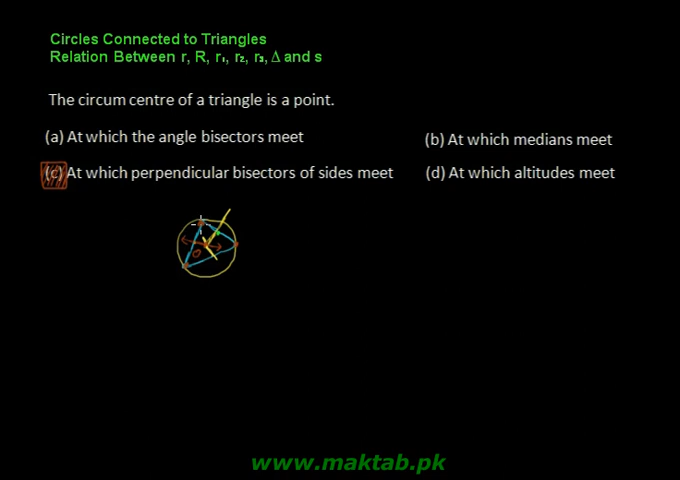 Circles Connected to Triangles
Relation Between r, R, r₁, r₂, r₃, Δ and s
The circum centre of a triangle is a point.
(a) At which the angle bisectors meet
(b) At which medians meet
(c) At which perpendicular bisectors of sides meet
(d) At which altitudes meet
O
www.maktab.pk